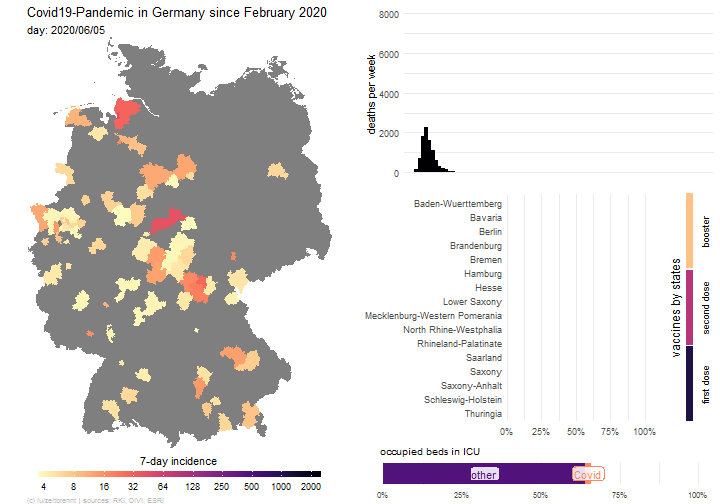 Covid19-Pandemic in Germany since February 2020
day: 2020/06/05
7-day incidence
4 8 16 32 64 128 200 500 1000 2000
| sources: RKI, DIVI, ESRI
deaths per week
8000
6000
4000
2000
0
Baden-Wuerttemberg
Bavaria
Berlin
Brandenburg
Bremen
Hamburg
Hesse
Lower Saxony
Mecklenburg-Western Pomerania
North Rhine-Westphalia
Rhineland-Palatinate
Saarland
Saxony
Saxony-Anhalt
Schleswig-Holstein
Thuringia
0% 25% 50% 75% 100%
vaccines by states
booster
second dose
first dose
occupied beds in ICU
other
Covid
0% 25% 50% 75% 100%